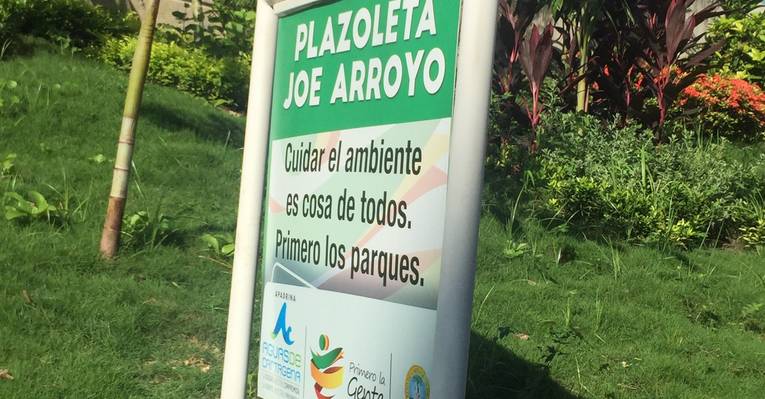 PLAZOLETA
JOE ARROYO
Cuidar el ambiente
es cosa de todos.
Primero los parques.
APADRINA
AGUAS DE
CARTAGENA
Primero la
Gente